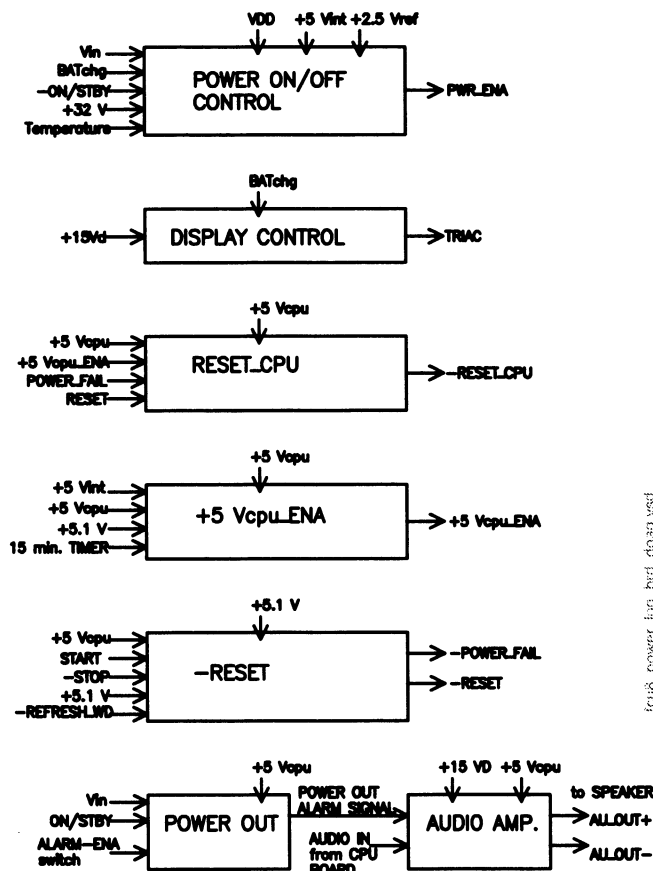 VDD +5 Vint +2.5 Vref
Vin
BATchg
-ON/STBY
+32 V
Temperature
POWER ON/OFF
CONTROL
PWR_ENA
BATchg
+15Vd
DISPLAY CONTROL
TRIAC
+5 Vcpu
+5 Vcpu
+5 Vcpu_ENA
POWER_FAIL
RESET
RESET_CPU
-RESET_CPU
+5 Vcpu
+5 Vint
+5 Vcpu
+5.1 V
15 min. TIMER
+5 Vcpu_ENA
+5 Vcpu_ENA
+5.1 V
+5 Vcpu
START
-STOP
+5.1 V
-REFRESH_WD
-RESET
-POWER_FAIL
-RESET
+5 Vcpu
Vin
ON/STBY
ALARM-ENA
switch
POWER OUT
POWER OUT
ALARM SIGNAL
AUDIO IN
from CPU
BOARD
+15 VD +5 Vcpu
AUDIO AMP.
to SPEAKER
AU_OUT+
AU_OUT-